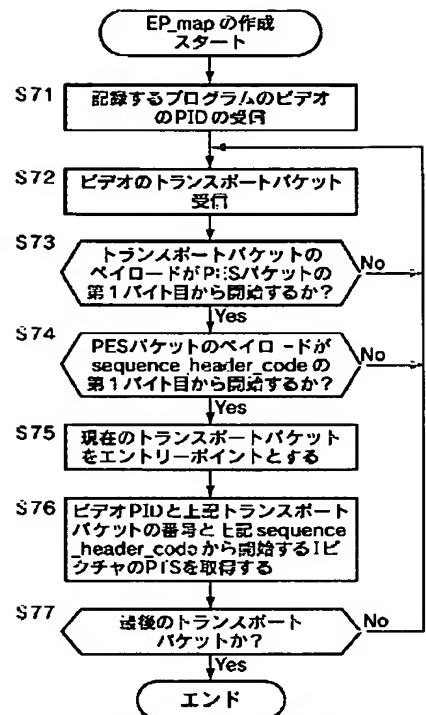 EP_mapの作成
スタート
S71
記録するプログラムのビデオ
のPIDの受信
S72
ビデオのトランスポートパケット
受信
S73
トランスポートパケットの
ペイロードがPESパケットの
第1バイト目から開始するか?
No
Yes
S74
PESパケットのペイロードが
sequence_header_codeの
第1バイト目から開始するか?
No
Yes
S75
現在のトランスポートパケット
をエントリーポイントとする
S76
ビデオPIDと上記トランスポート
パケットの番号と上記sequence
_header_codeから開始するIピ
クチャのPTSを取得する
S77
最後のトランスポート
パケットか?
No
Yes
エンド